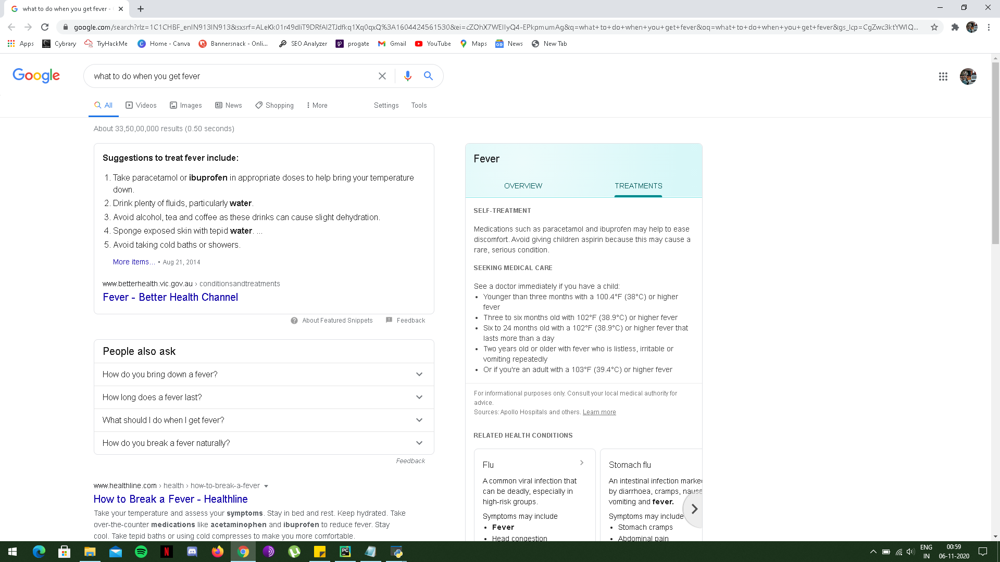 what to do when you get fever -
google.com/search?rlz=1C1CHBF_enIN913IN913&sxsrf=ALeKk01r49dIiT9DRfAI2TJdfkq1Xq0qxQ%3A1604424561530&ei=cZOhX7WEIIyQ4-EPkpmumAg&q=what+to+do+when+you+get+fever&oq=what+to+do+when+you+get+fever&gs_lcp=CgZwc3ktYWIQ...
Apps Cybrary TryHackMe Home - Canva Bannersnack - Onli... SEO Analyzer progate Gmail YouTube Maps News New Tab
Google
what to do when you get fever
All Videos Images News Shopping More Settings Tools
About 33,50,00,000 results (0.50 seconds)
Suggestions to treat fever include:
1. Take paracetamol or ibuprofen in appropriate doses to help bring your temperature
down.
2. Drink plenty of fluids, particularly water.
3. Avoid alcohol, tea and coffee as these drinks can cause slight dehydration.
4. Sponge exposed skin with tepid water. ...
5. Avoid taking cold baths or showers.
More items... • Aug 21, 2014
www.betterhealth.vic.gov.au › conditionsandtreatments
Fever - Better Health Channel
About Featured Snippets Feedback
People also ask
How do you bring down a fever?
How long does a fever last?
What should I do when I get fever?
How do you break a fever naturally?
Feedback
www.healthline.com › health › how-to-break-a-fever
How to Break a Fever - Healthline
Take your temperature and assess your symptoms. Stay in bed and rest. Keep hydrated. Take
over-the-counter medications like acetaminophen and ibuprofen to reduce fever. Stay
cool. Take tepid baths or using cold compresses to make you more comfortable.
Fever
OVERVIEW TREATMENTS
SELF-TREATMENT
Medications such as paracetamol and ibuprofen may help to ease
discomfort. Avoid giving children aspirin because this may cause a
rare, serious condition.
SEEKING MEDICAL CARE
See a doctor immediately if you have a child:
• Younger than three months with a 100.4°F (38°C) or higher
fever
• Three to six months old with 102°F (38.9°C) or higher fever
• Six to 24 months old with a 102°F (38.9°C) or higher fever that
lasts more than a day
• Two years old or older with fever who is listless, irritable or
vomiting repeatedly
• Or if you're an adult with a 103°F (39.4°C) or higher fever
For informational purposes only. Consult your local medical authority for
advice.
Sources: Apollo Hospitals and others. Learn more
RELATED HEALTH CONDITIONS
Flu
A common viral infection that
can be deadly, especially in
high-risk groups.
Symptoms may include
• Fever
• Head congestion
Stomach flu
An intestinal infection marked
by diarrhoea, cramps, nause
vomiting and fever.
Symptoms may include
• Stomach cramps
• Abdominal pain
ENG
IN
00:59
06-11-2020